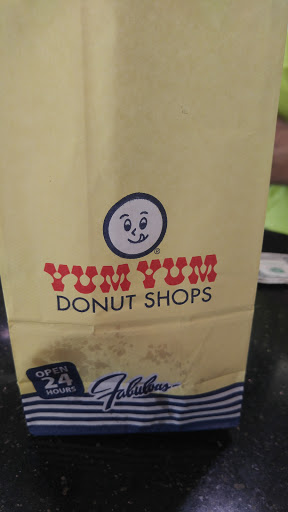 YUM YUM
®
DONUT SHOPS
OPEN
24
HOURS
Fabulous